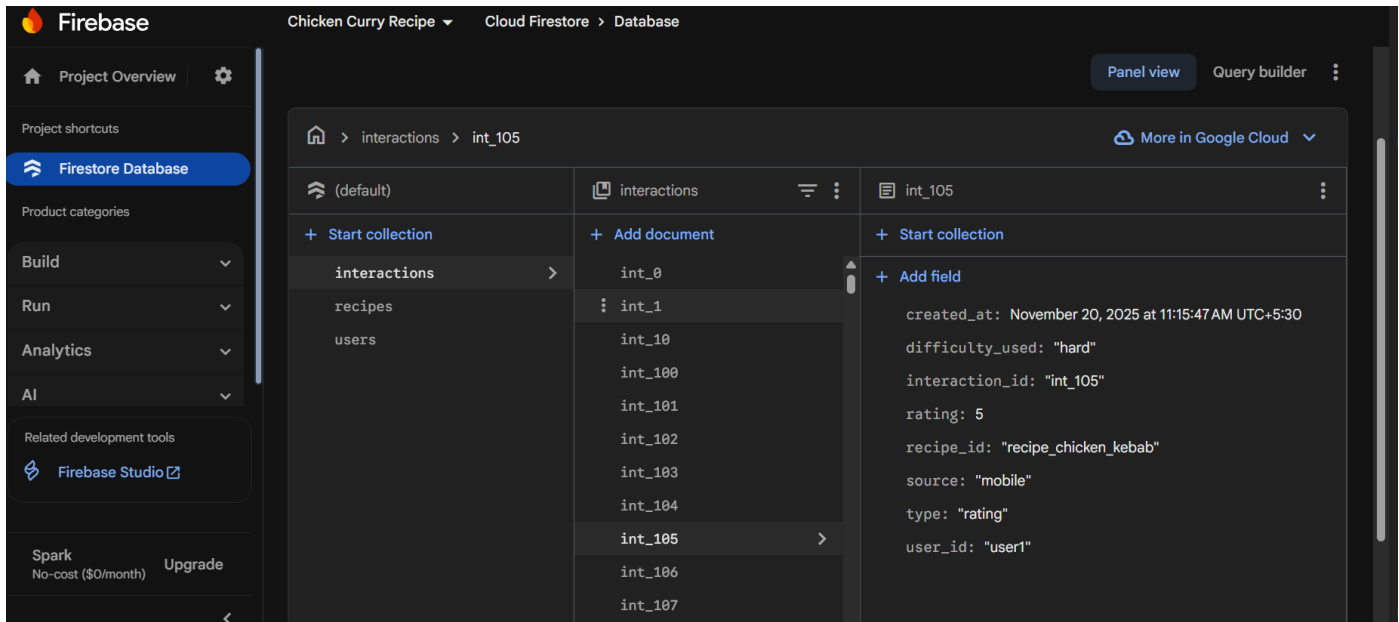 Firebase
Chicken Curry Recipe
Cloud Firestore > Database
Project Overview
Panel view
Query builder
Project shortcuts
Firestore Database
Product categories
Build
Run
Analytics
AI
Related development tools
Firebase Studio
Spark
No-cost ($0/month)
Upgrade
> interactions > int_105
More in Google Cloud
(default)
+ Start collection
interactions
recipes
users
interactions
+ Add document
int_0
int_1
int_10
int_100
int_101
int_102
int_103
int_104
int_105
int_106
int_107
int_105
+ Start collection
+ Add field
created_at: November 20, 2025 at 11:15:47 AM UTC+5:30
difficulty_used: "hard"
interaction_id: "int_105"
rating: 5
recipe_id: "recipe_chicken_kebab"
source: "mobile"
type: "rating"
user_id: "user1"